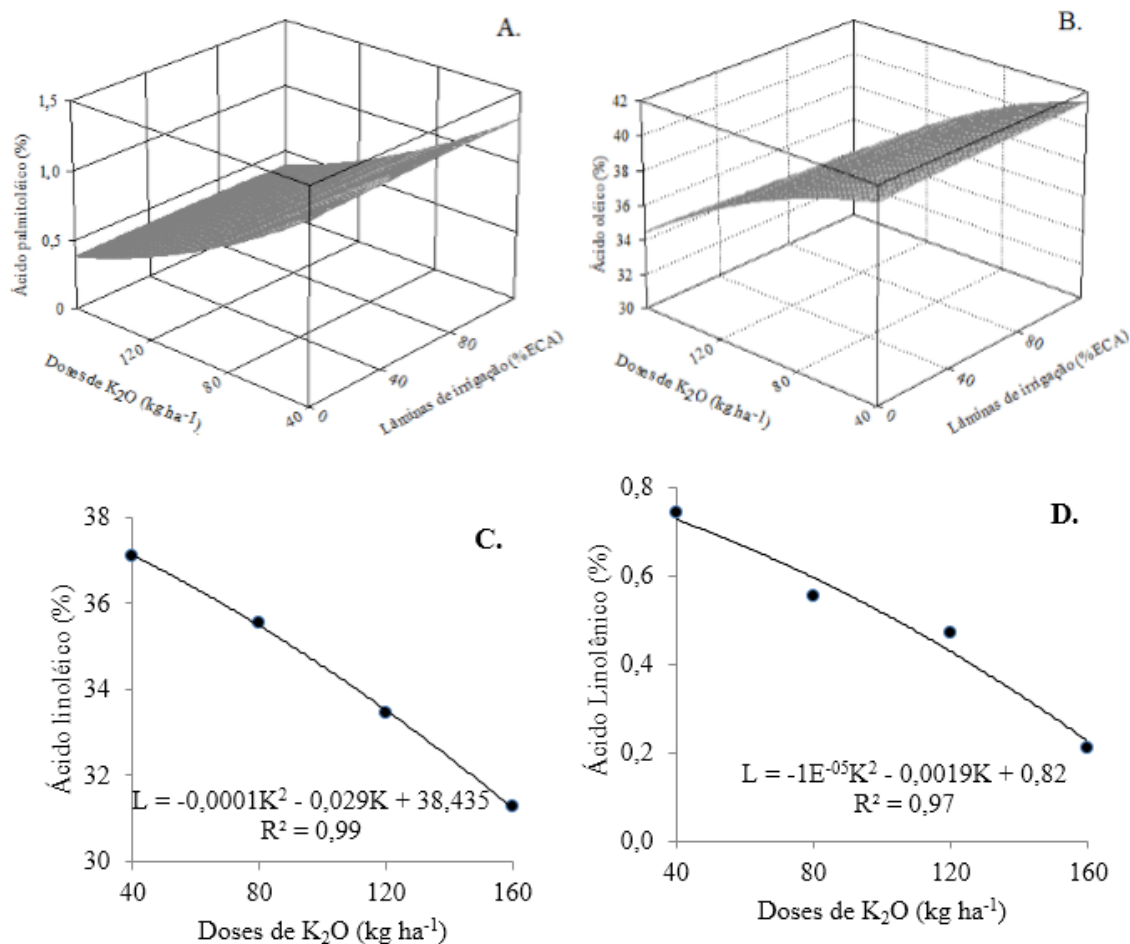 A.
Ácido palmitoléico (%)
1,5
1,0
0,5
0
Doses de K₂O (kg ha⁻¹).
120
80
40
0
40
80
Lâminas de irrigação (%ECA)
B.
Ácido oléico (%)
42
40
38
36
34
32
30
Doses de K₂O (kg ha⁻¹)
120
80
40
0
40
80
Lâminas de irrigação (%ECA)
C.
Ácido linoléico (%)
38
36
34
32
30
L = -0,0001K² - 0,029K + 38,435
R² = 0,99
40 80 120 160
Doses de K₂O (kg ha⁻¹)
D.
Ácido Linolênico (%)
0,8
0,6
0,4
0,2
0,0
L = -1E⁻⁰⁵K² - 0,0019K + 0,82
R² = 0,97
40 80 120 160
Doses de K₂O (kg ha⁻¹)